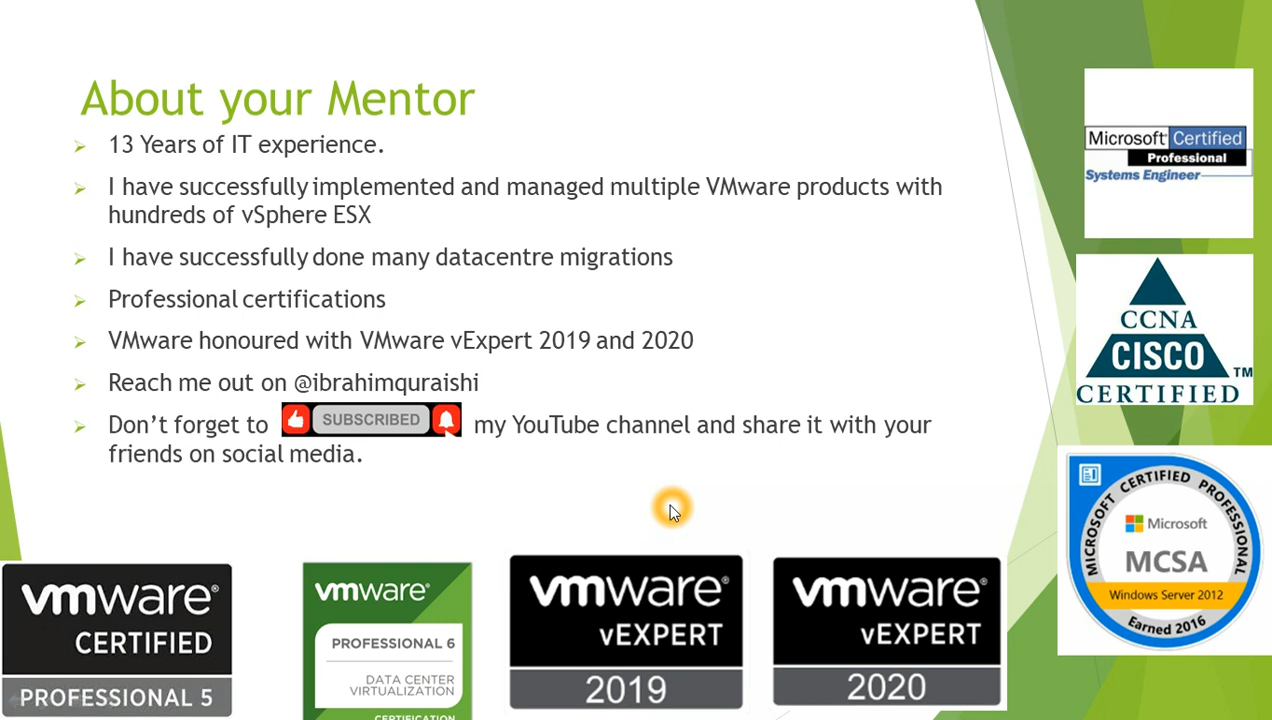 About your Mentor
13 Years of IT experience.
I have successfully implemented and managed multiple VMware products with
hundreds of vSphere ESX
I have successfully done many datacentre migrations
Professional certifications
VMware honoured with VMware vExpert 2019 and 2020
Reach me out on @ibrahimquraishi
Don't forget to SUBSCRIBED my YouTube channel and share it with your
friends on social media.
Microsoft Certified
Professional
Systems Engineer
CCNA
CISCO TM
CERTIFIED
MICROSOFT CERTIFIED PROFESSIONAL
Microsoft
MCSA
Windows Server 2012
Earned 2016
vmware®
CERTIFIED
PROFESSIONAL 5
vmware®
PROFESSIONAL 6
DATA CENTER
VIRTUALIZATION
CERTIFICATION
vmware®
vEXPERT
2019
vmware®
vEXPERT
2020